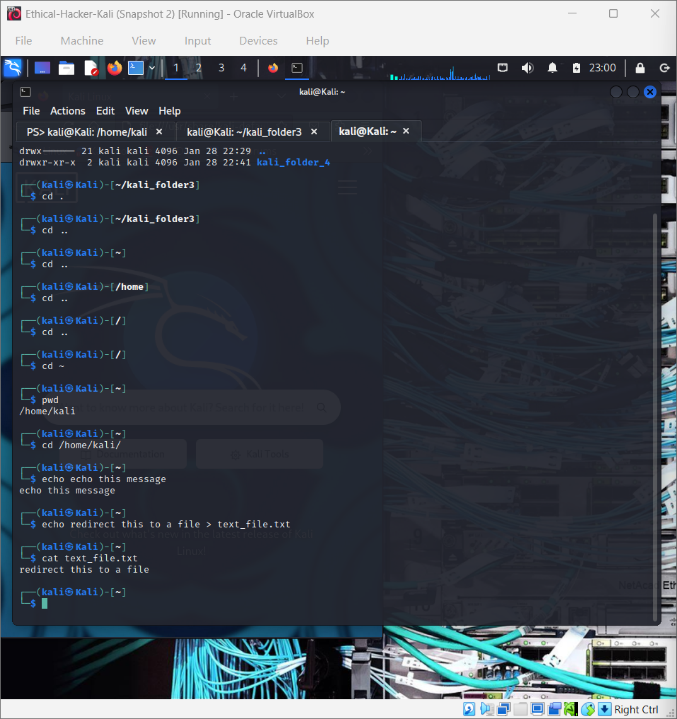 Ethical-Hacker-Kali (Snapshot 2) [Running] - Oracle VirtualBox
File Machine View Input Devices Help
1 2 3 4 23:00
kali@Kali: ~
File Actions Edit View Help
PS> kali@Kali: /home/kali × kali@Kali: ~/kali_folder3 × kali@Kali: ~ ×
drwx------ 21 kali kali 4096 Jan 28 22:29 ..
drwxr-xr-x 2 kali kali 4096 Jan 28 22:41 kali_folder_4
┌──(kali㉿Kali)-[~/kali_folder3]
└─$ cd .
┌──(kali㉿Kali)-[~/kali_folder3]
└─$ cd ..
┌──(kali㉿Kali)-[~]
└─$ cd ..
┌──(kali㉿Kali)-[/home]
└─$ cd ..
┌──(kali㉿Kali)-[/]
└─$ cd ..
┌──(kali㉿Kali)-[/]
└─$ cd ~
┌──(kali㉿Kali)-[~]
└─$ pwd
/home/kali
┌──(kali㉿Kali)-[~]
└─$ cd /home/kali/
┌──(kali㉿Kali)-[~]
└─$ echo echo this message
echo this message
┌──(kali㉿Kali)-[~]
└─$ echo redirect this to a file > text_file.txt
┌──(kali㉿Kali)-[~]
└─$ cat text_file.txt
redirect this to a file
┌──(kali㉿Kali)-[~]
└─$
Right Ctrl